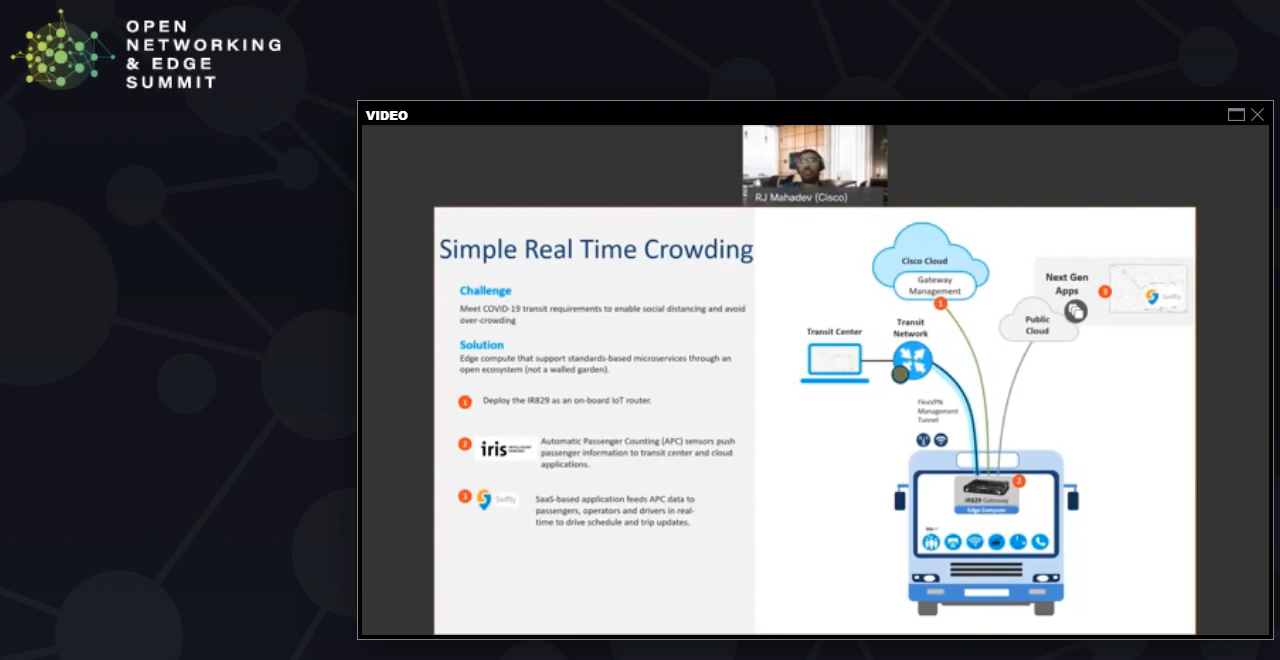 OPEN
NETWORKING
& EDGE
SUMMIT
VIDEO
RJ Mahadev (Cisco)
Simple Real Time Crowding
Challenge
Meet COVID-19 transit requirements to enable social distancing and avoid
over-crowding
Solution
Edge compute that support standards-based microservices through an
open ecosystem (not a walled garden).
1 Deploy the IR829 as an on-board IoT router.
2 iris
Automatic Passenger Counting (APC) sensors push
passenger information to transit center and cloud
applications.
3 Swiftly
SaaS-based application feeds APC data to
passengers, operators and drivers in real-
time to drive schedule and trip updates.
Cisco Cloud
Gateway
Management
1
Next Gen
Apps
3
Swiftly
Public
Cloud
Transit Center
Transit
Network
FlexVPN
Management
Tunnel
2
IR829 Gateway
Edge Compute